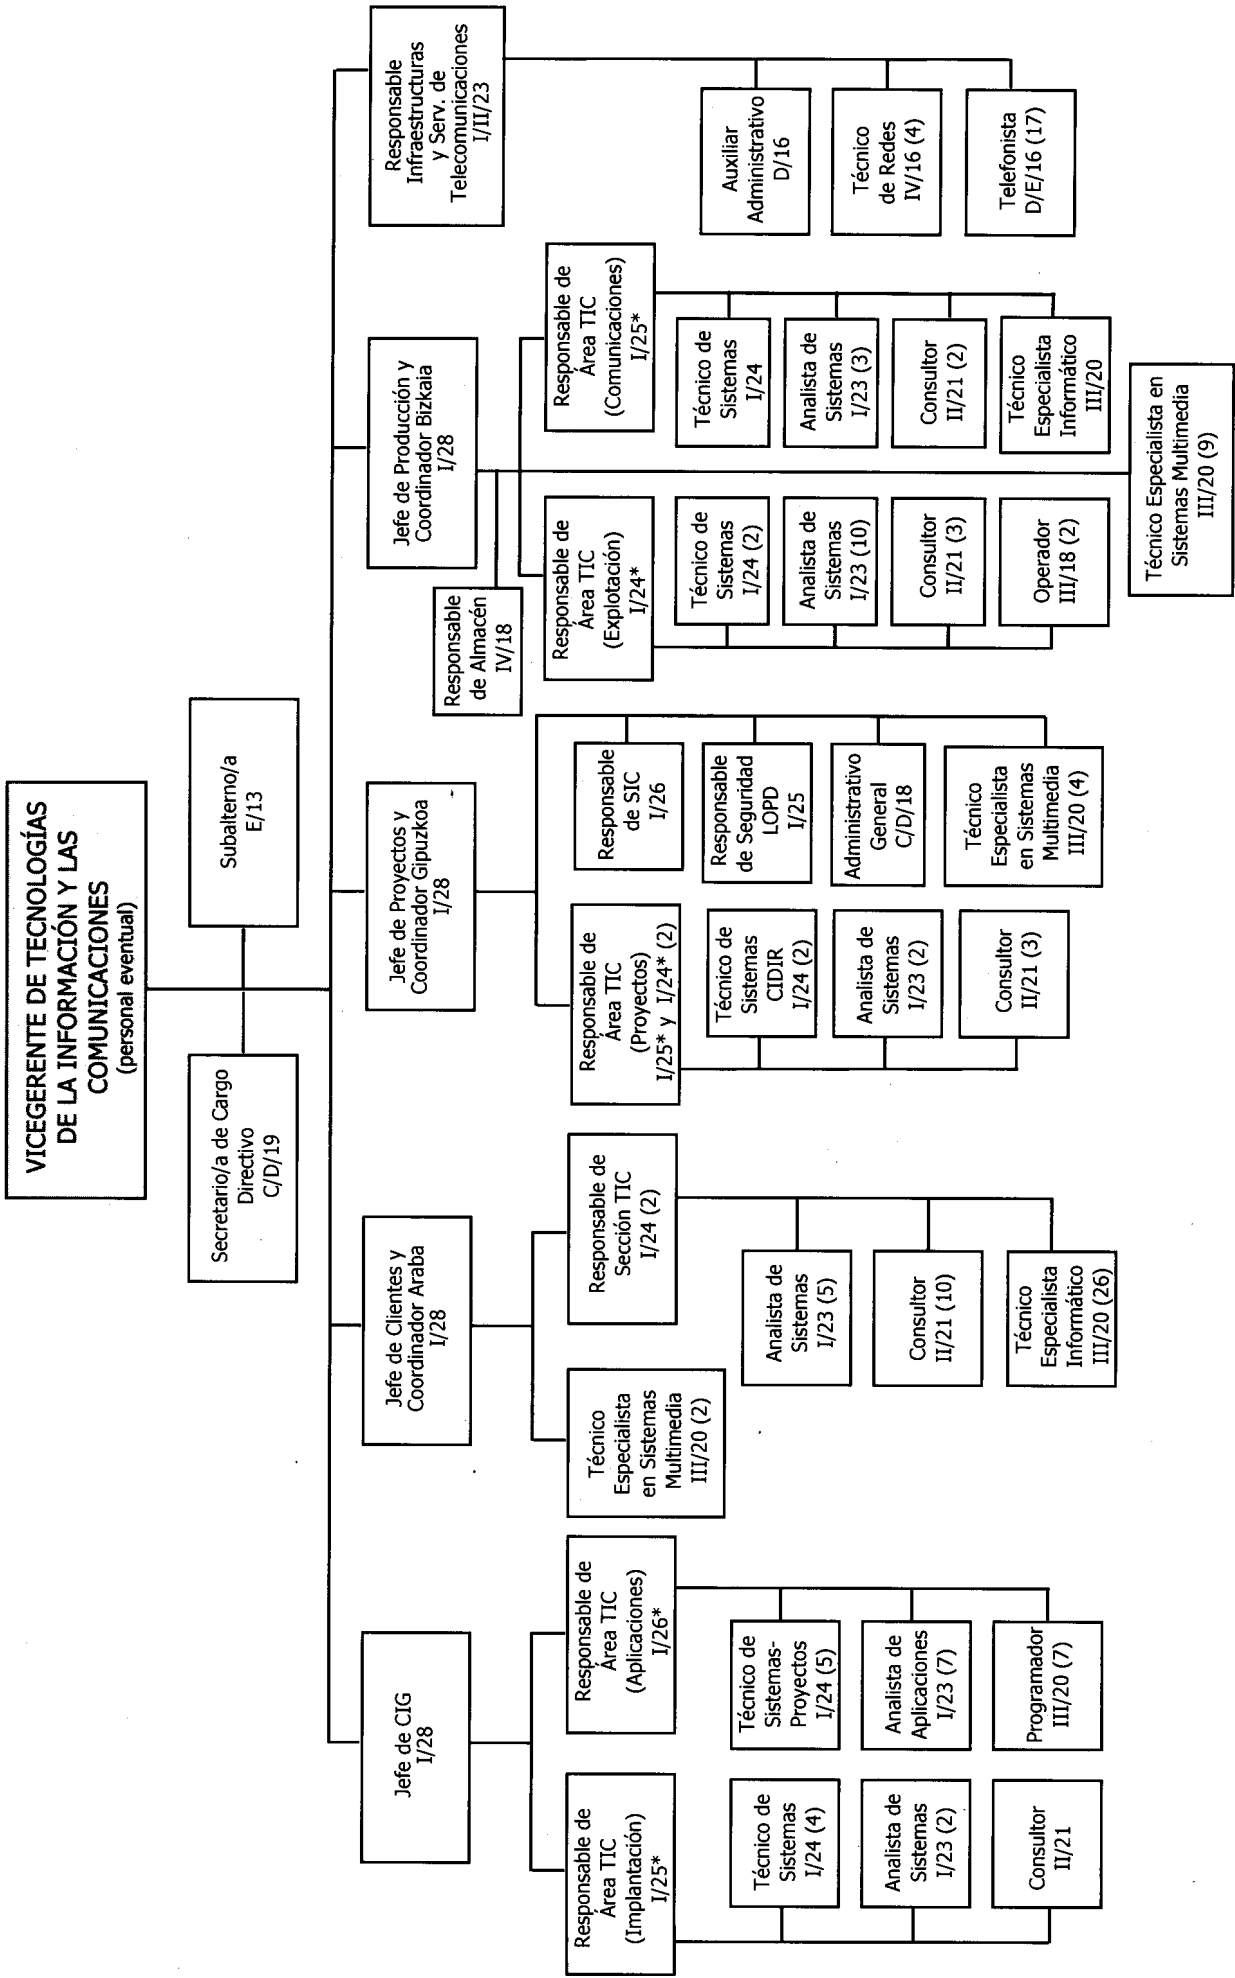 VICEGERENTE DE TECNOLOGÍAS
DE LA INFORMACIÓN Y LAS
COMUNICACIONES
(personal eventual)
Secretario/a de Cargo
Directivo
C/D/19
Subalterno/a
E/13
Jefe de CIG
I/28
Jefe de Clientes y
Coordinador Araba
I/28
Jefe de Proyectos y
Coordinador Gipuzkoa
I/28
Jefe de Producción y
Coordinador Bizkaia
I/28
Responsable
Infraestructuras
y Serv. de
Telecomunicaciones
I/II/23
Responsable de
Área TIC
(Implantación)
I/25*
Técnico de
Sistemas
I/24 (4)
Analista de
Sistemas
I/23 (2)
Consultor
II/21
Responsable de
Área TIC
(Aplicaciones)
I/26*
Técnico de
Sistemas-
Proyectos
I/24 (5)
Analista de
Aplicaciones
I/23 (7)
Programador
III/20 (7)
Técnico
Especialista
en Sistemas
Multimedia
III/20 (2)
Responsable de
Sección TIC
I/24 (2)
Analista de
Sistemas
I/23 (5)
Consultor
II/21 (10)
Técnico
Especialista
Informático
III/20 (26)
Responsable de
Área TIC
(Proyectos)
I/25* y I/24* (2)
Técnico de
Sistemas
CIDIR
I/24 (2)
Analista de
Sistemas
I/23 (2)
Consultor
II/21 (3)
Responsable
de SIC
I/26
Responsable
de Seguridad
LOPD
I/25
Administrativo
General
C/D/18
Técnico
Especialista
en Sistemas
Multimedia
III/20 (4)
Responsable
de Almacén
IV/18
Responsable de
Área TIC
(Explotación)
I/24*
Técnico de
Sistemas
I/24 (2)
Analista de
Sistemas
I/23 (10)
Consultor
II/21 (3)
Operador
III/18 (2)
Responsable de
Área TIC
(Comunicaciones)
I/25*
Técnico de
Sistemas
I/24
Analista de
Sistemas
I/23 (3)
Consultor
II/21 (2)
Técnico
Especialista
Informático
III/20
Técnico Especialista en
Sistemas Multimedia
III/20 (9)
Auxiliar
Administrativo
D/16
Técnico
de Redes
IV/16 (4)
Telefonista
D/E/16 (17)